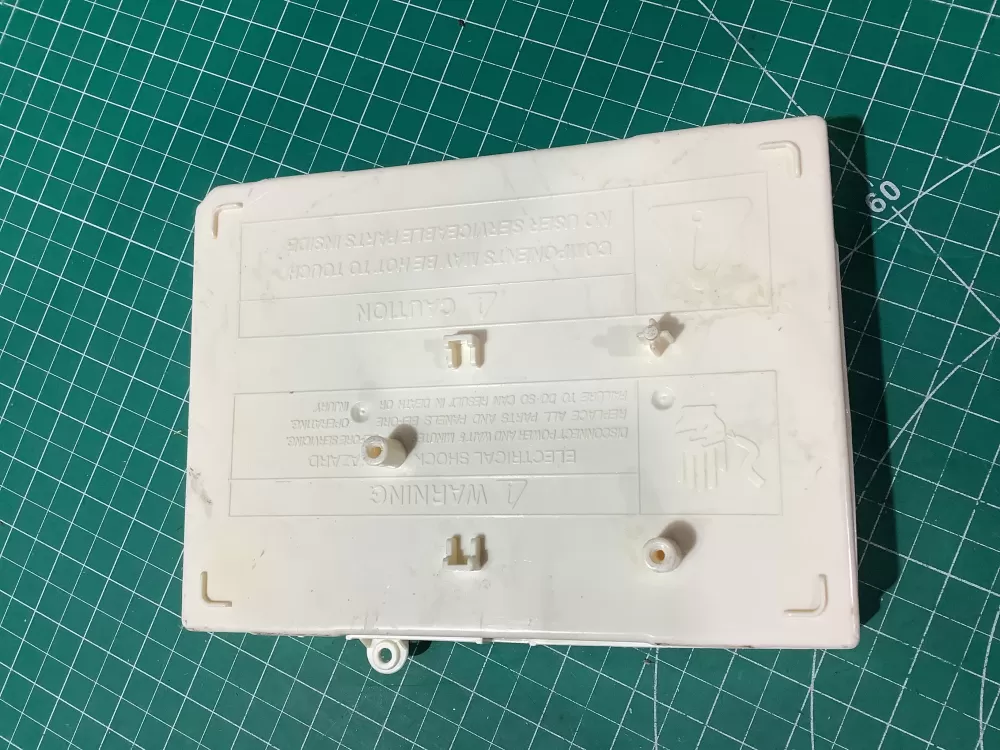 WARNING
ELECTRICAL SHOCK HAZARD
DISCONNECT POWER AND WAIT 5 MINUTES BEFORE SERVICING.
REPLACE ALL PARTS AND PANELS BEFORE OPERATING.
FAILURE TO DO SO CAN RESULT IN DEATH OR INJURY
CAUTION
COMPONENTS MAY BE HOT TO TOUCH
NO USER SERVICEABLE PARTS INSIDE
60